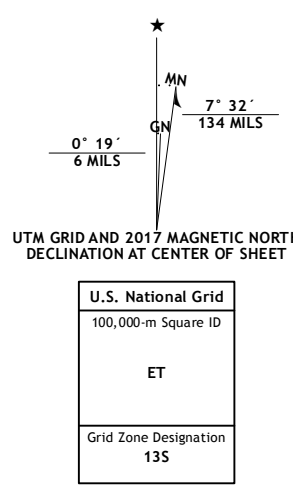 ★
MN
GN
7° 32´
134 MILS
0° 19´
6 MILS
UTM GRID AND 2017 MAGNETIC NORTH
DECLINATION AT CENTER OF SHEET
U.S. National Grid
100,000-m Square ID
ET
Grid Zone Designation
13S